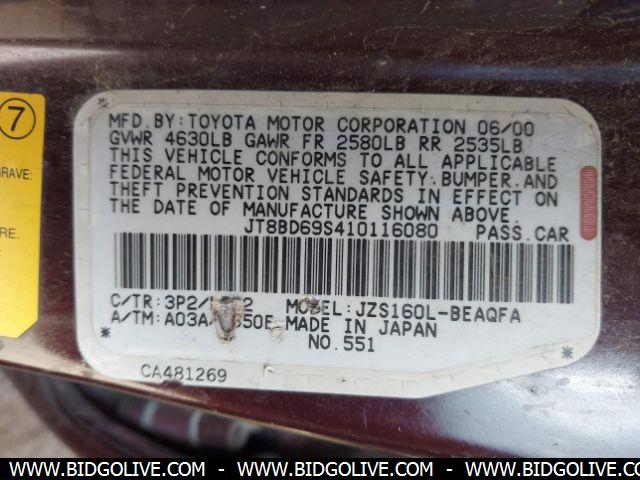 7
GRAVE:
RE.
MFD.BY:TOYOTA MOTOR CORPORATION 06/00
GVWR 4630LB GAWR FR 2580LB RR 2535LB
THIS VEHICLE CONFORMS TO ALL APPLICABLE
FEDERAL MOTOR VEHICLE SAFETY,BUMPER,AND
THEFT PREVENTION STANDARDS IN EFFECT ON
THE DATE OF MANUFACTURE SHOWN ABOVE.
JT8BD69S410116080 PASS.CAR
C/TR:3P2/ MODEL:JZS160L-BEAQFA
A/TM:A03A/ MADE IN JAPAN
NO.551
CA481269
WWW.BIDGOLIVE.COM - WWW.BIDGOLIVE.COM - WWW.BIDGOLIVE.COM